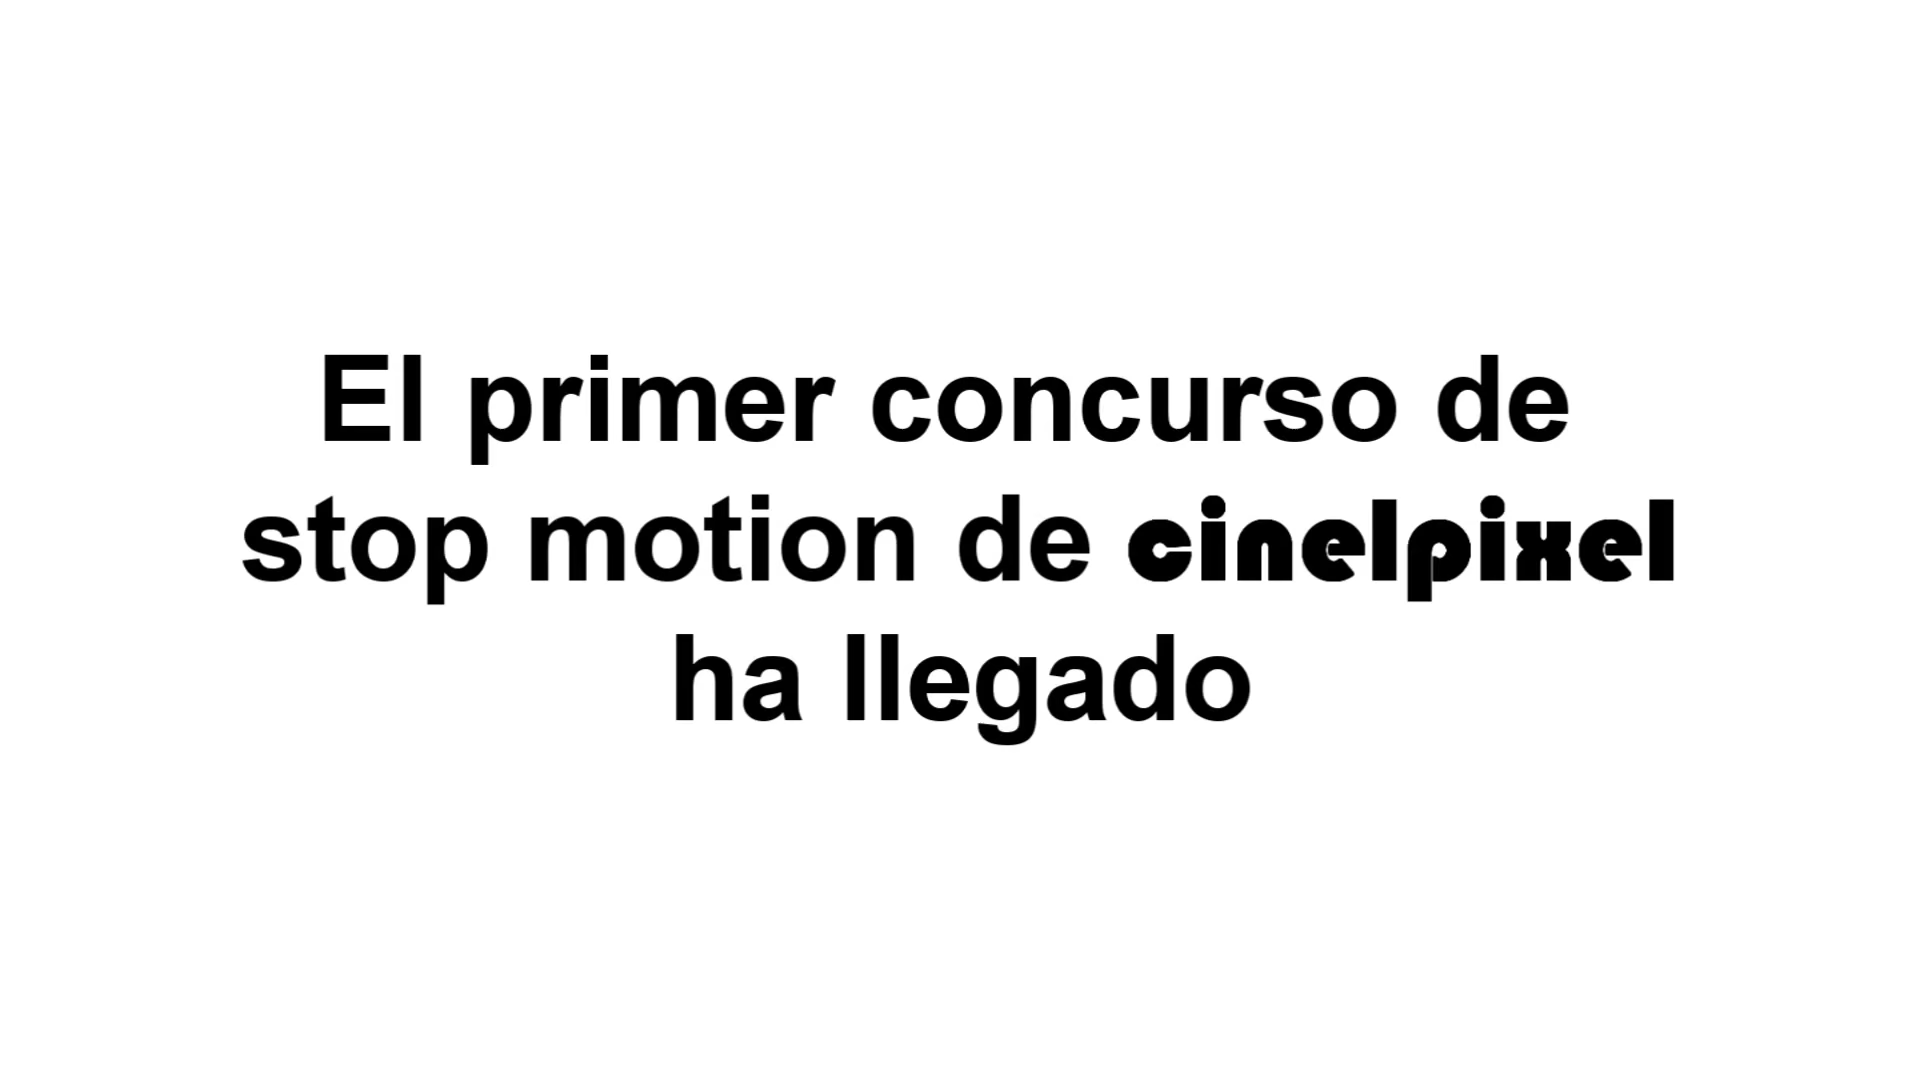 El primer concurso de
stop motion de cinelpixel
ha llegado